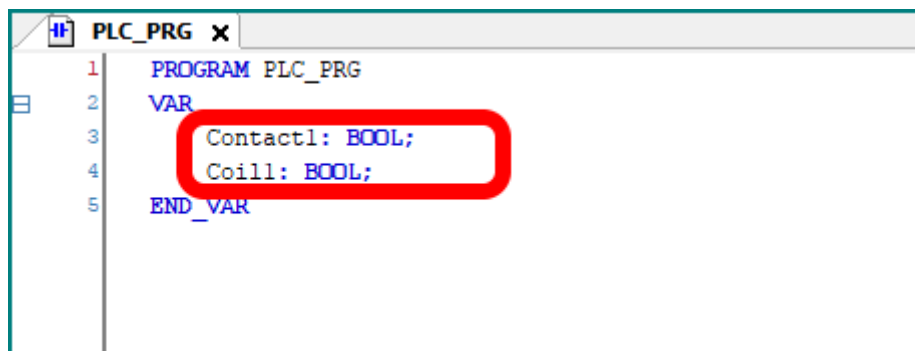 PLC_PRG
1 PROGRAM PLC_PRG
2 VAR
3 Contact1: BOOL;
4 Coil1: BOOL;
5 END_VAR